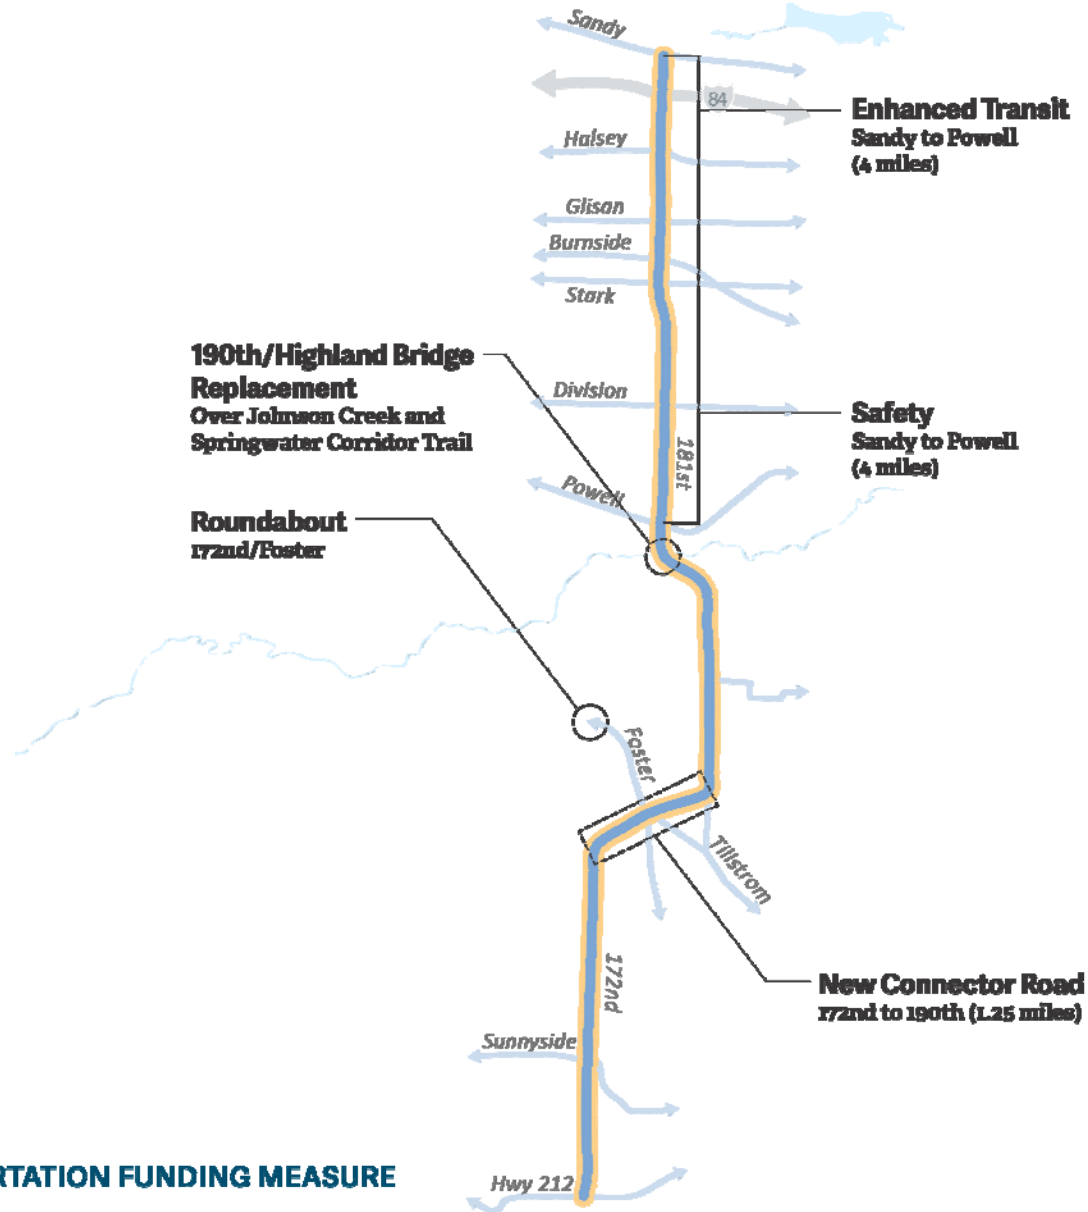 Sandy
84
Enhanced Transit
Sandy to Powell
(4 miles)
Halsey
Glisan
Burnside
Stark
190th/Highland Bridge
Replacement
Over Johnson Creek and
Springwater Corridor Trail
Division
Safety
Sandy to Powell
(4 miles)
181st
Powell
Roundabout
172nd/Foster
Foster
Tillstrom
172nd
New Connector Road
172nd to 190th (1.25 miles)
Sunnyside
RTATION FUNDING MEASURE
Hwy 212